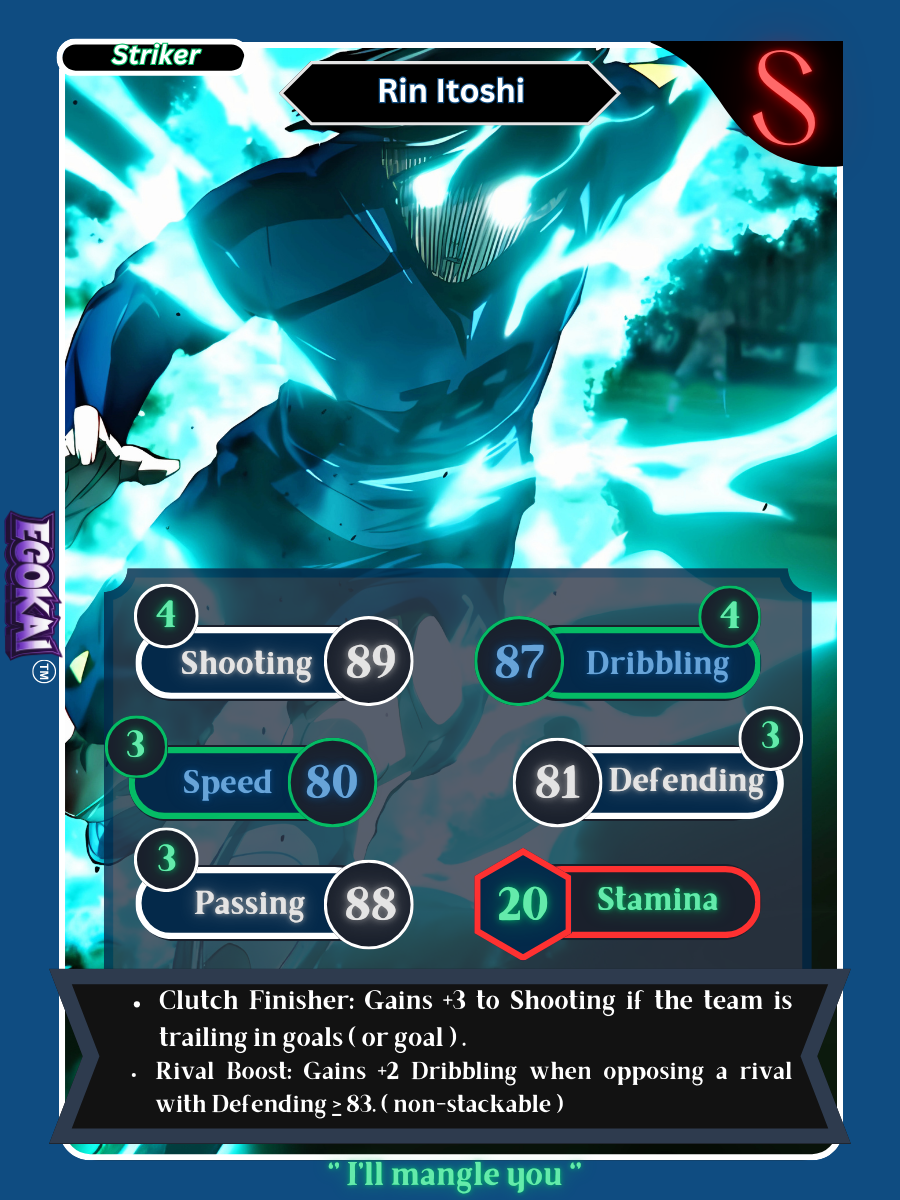 Striker
Rin Itoshi
S
18
EGOKAI
TM
4
Shooting 89
4
87 Dribbling
3
Speed 80
3
81 Defending
3
Passing 88
20 Stamina
• Clutch Finisher: Gains +3 to Shooting if the team is
trailing in goals ( or goal ) .
• Rival Boost: Gains +2 Dribbling when opposing a rival
with Defending ≥ 83. ( non-stackable )
“ I'll mangle you ”